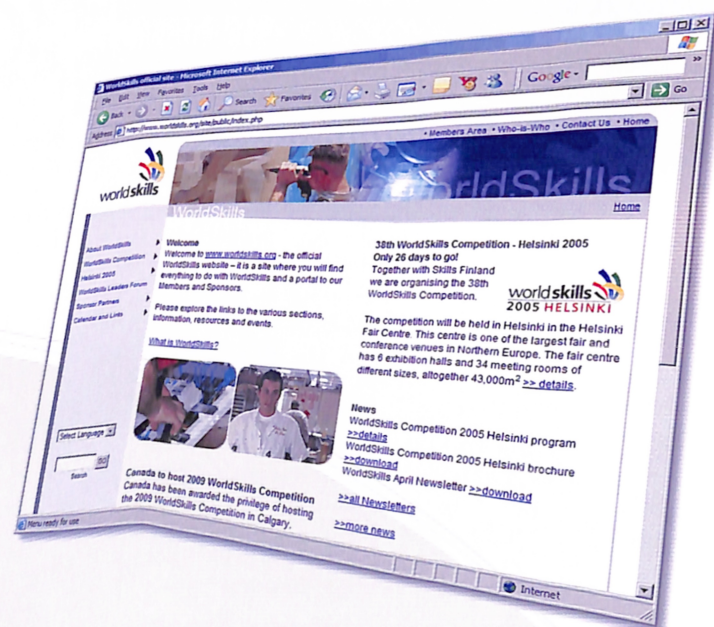 WorldSkills official site - Microsoft Internet Explorer
File Edit View Favorites Tools Help
Back Search Favorites Google
Address http://www.worldskills.org/site/public/index.php Go
• Members Area • Who-is-Who • Contact Us • Home
world skills
WorldSkills
WorldSkills
Home
About WorldSkills
WorldSkills Competition
Helsinki 2005
WorldSkills Leaders Forum
Sponsor Partners
Calendar and Links
Select Language
GO
Search
Welcome
Welcome to www.worldskills.org - the official
WorldSkills website – it is a site where you will find
everything to do with WorldSkills and a portal to our
Members and Sponsors.
Please explore the links to the various sections,
information, resources and events.
What is WorldSkills?
Canada to host 2009 WorldSkills Competition
Canada has been awarded the privilege of hosting
the 2009 WorldSkills Competition in Calgary,
38th WorldSkills Competition - Helsinki 2005
Only 26 days to go!
Together with Skills Finland
we are organising the 38th
WorldSkills Competition.
world skills
2005 HELSINKI
The competition will be held in Helsinki in the Helsinki
Fair Centre. This centre is one of the largest fair and
conference venues in Northern Europe. The fair centre
has 6 exhibition halls and 34 meeting rooms of
different sizes, altogether 43,000m² >> details.
News
WorldSkills Competition 2005 Helsinki program
>>details
WorldSkills Competition 2005 Helsinki brochure
>>download
WorldSkills April Newsletter >>download
>>all Newsletters
>>more news
Menu ready for use
Internet